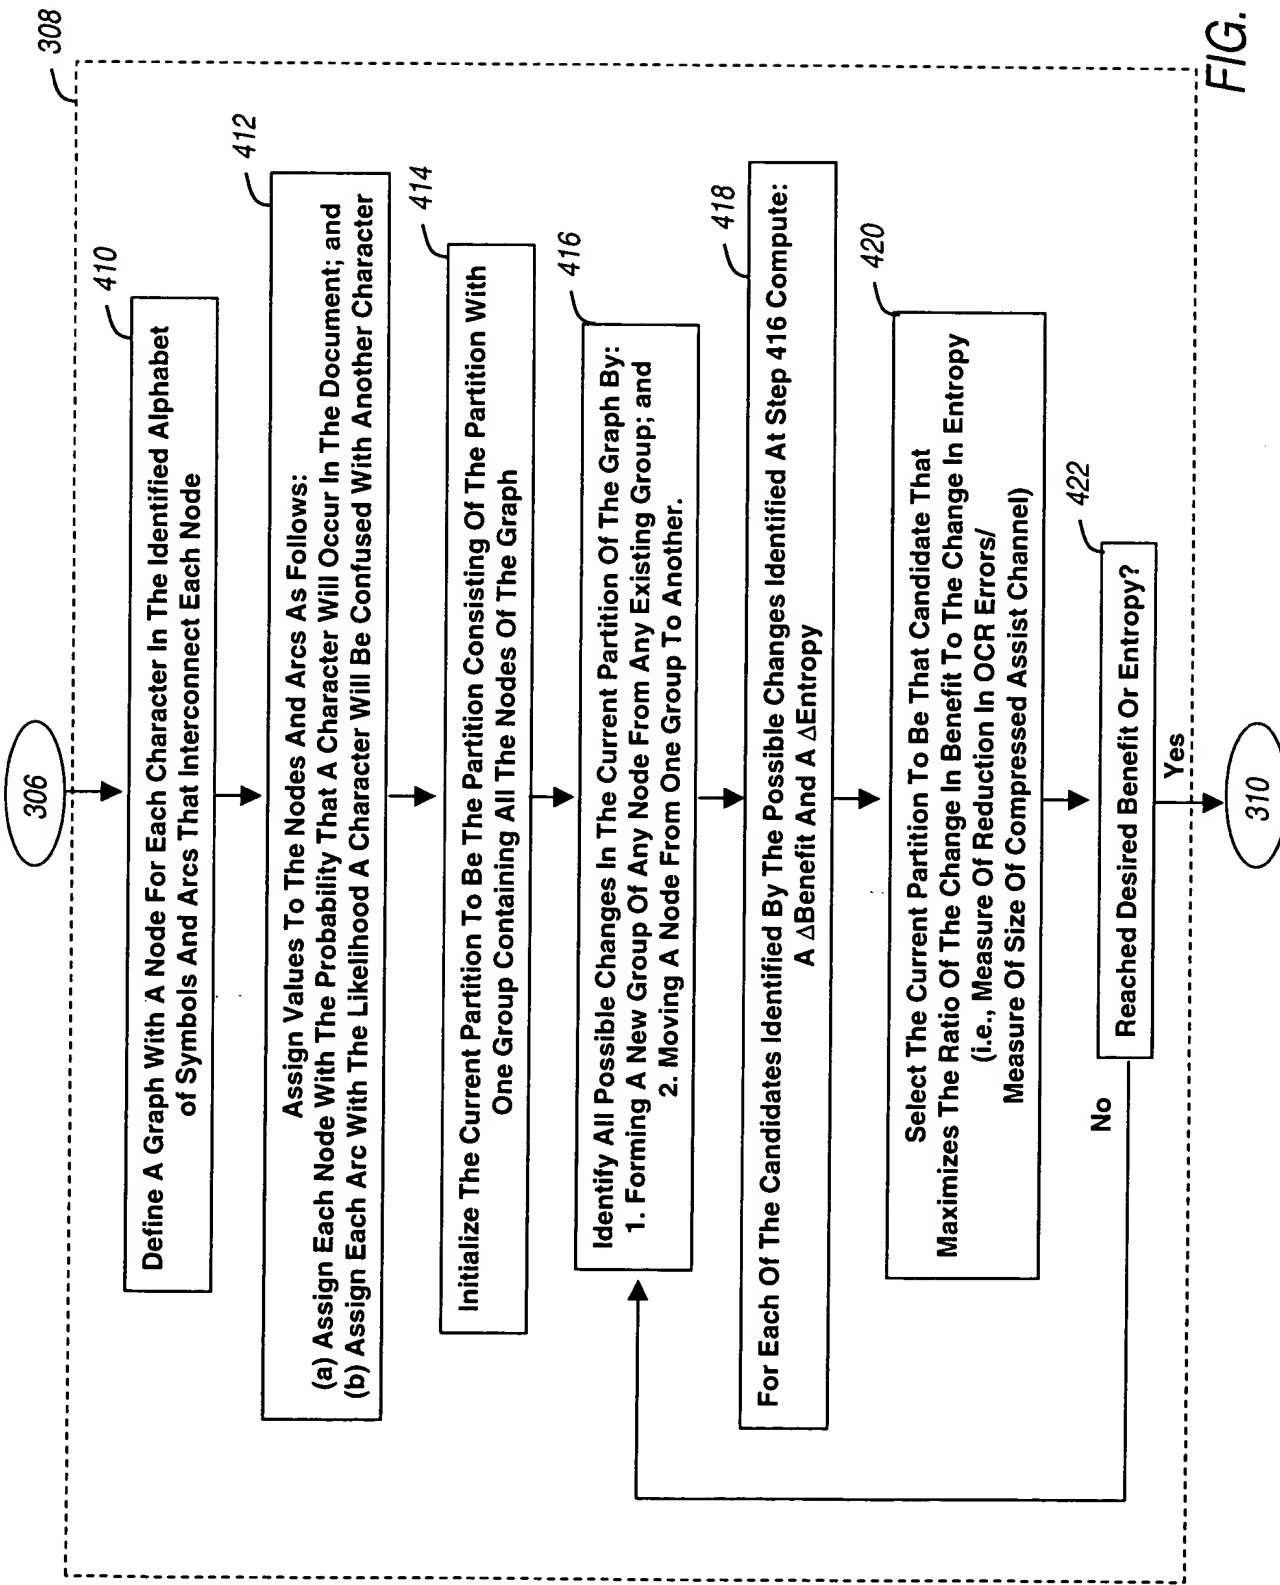 306
308
410
Define A Graph With A Node For Each Character In The Identified Alphabet
of Symbols And Arcs That Interconnect Each Node
412
Assign Values To The Nodes And Arcs As Follows:
(a) Assign Each Node With The Probability That A Character Will Occur In The Document; and
(b) Assign Each Arc With The Likelihood A Character Will Be Confused With Another Character
414
Initialize The Current Partition To Be The Partition Consisting Of The Partition With
One Group Containing All The Nodes Of The Graph
416
Identify All Possible Changes In The Current Partition Of The Graph By:
1. Forming A New Group Of Any Node From Any Existing Group; and
2. Moving A Node From One Group To Another.
418
For Each Of The Candidates Identified By The Possible Changes Identified At Step 416 Compute:
A ΔBenefit And A ΔEntropy
420
Select The Current Partition To Be That Candidate That
Maximizes The Ratio Of The Change In Benefit To The Change In Entropy
(i.e., Measure Of Reduction In OCR Errors/
Measure Of Size Of Compressed Assist Channel)
422
Reached Desired Benefit Or Entropy?
No
Yes
310
FIG.